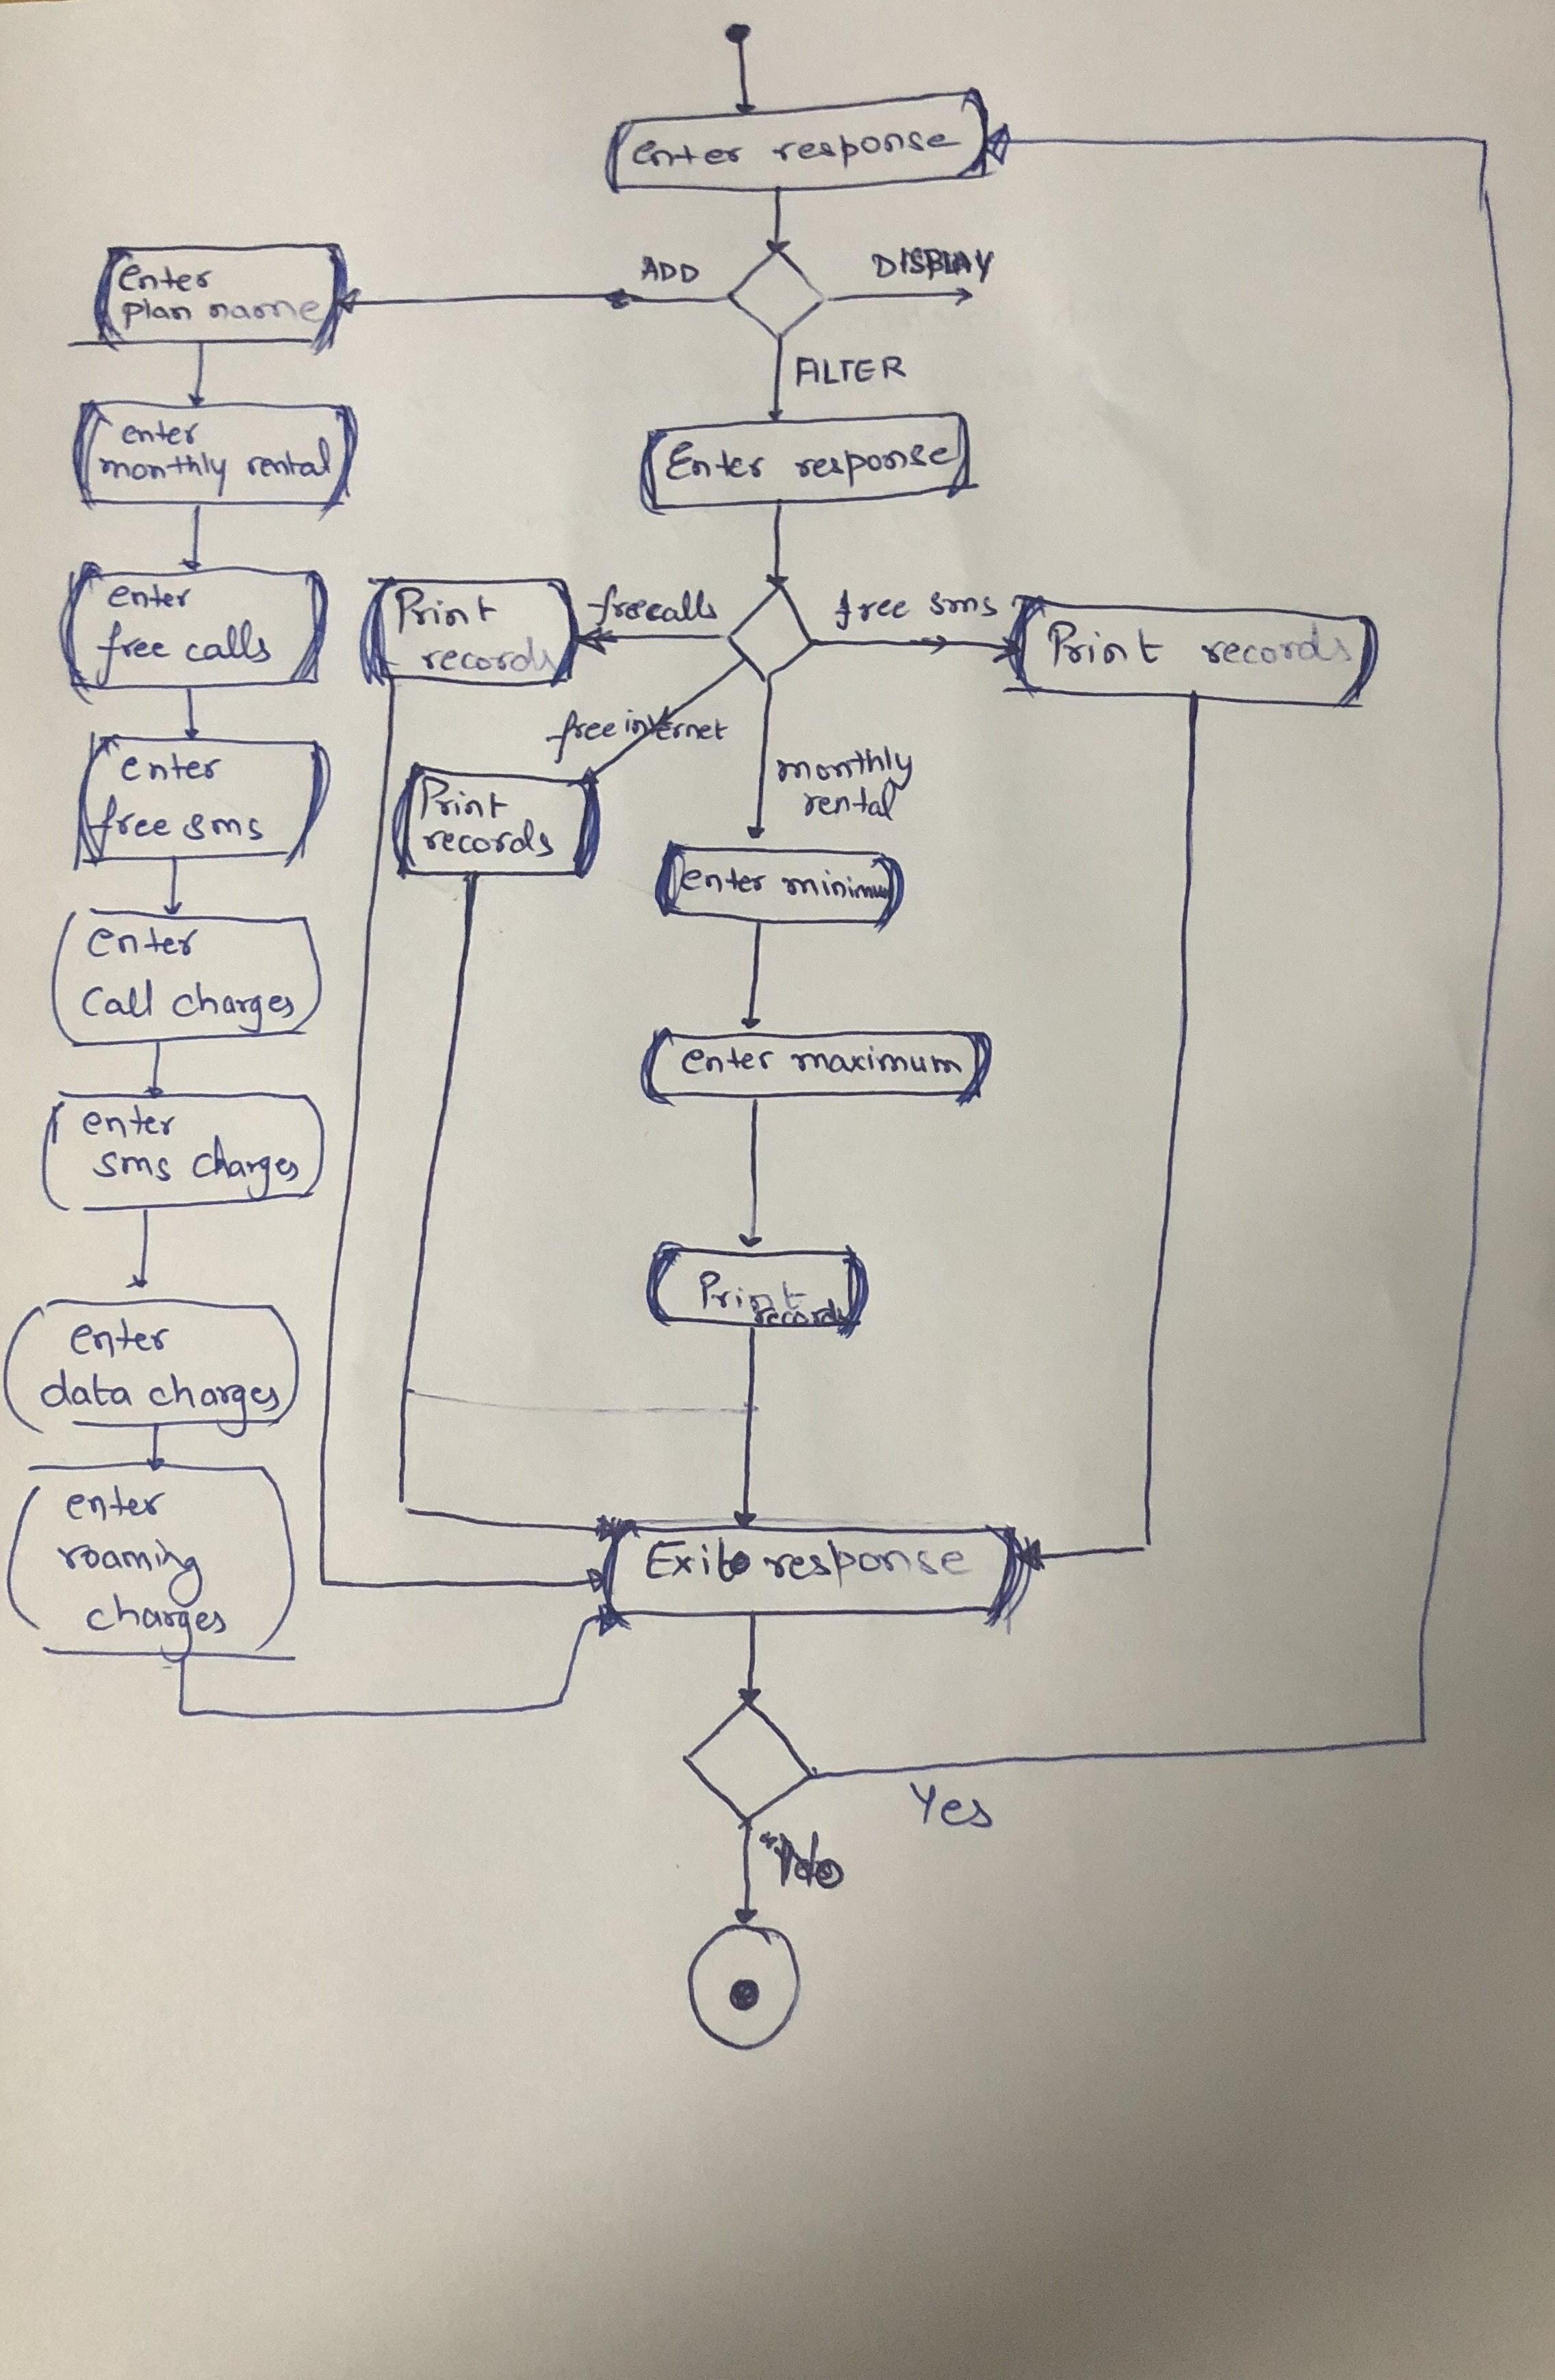 enter response
ADD
DISPLAY
enter
plan name
FILTER
enter
monthly rental
Enter response
enter
free calls
Print
records
freecalls
free sms
Print records
free internet
monthly
rental
enter
free sms
Print
records
enter minimum
enter
Call charges
enter maximum
enter
sms charges
Print
records
enter
data charges
enter
roaming
charges
Exit response
Yes
No